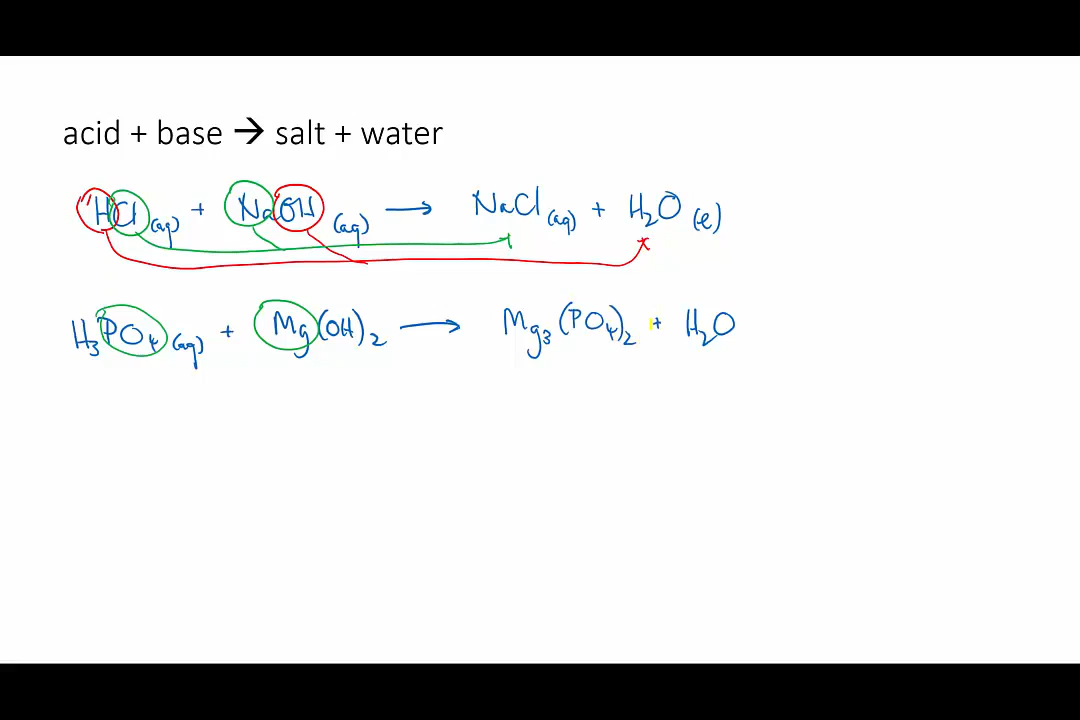 acid + base → salt + water
HCl(aq) + NaOH(aq) → NaCl(aq) + H₂O(ℓ)
H₃PO₄(aq) + Mg(OH)₂ → Mg₃(PO₄)₂ + H₂O